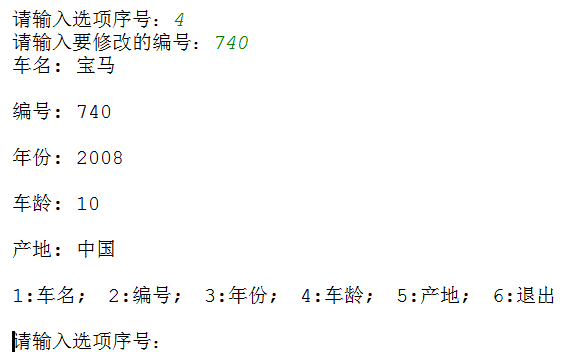 请输入选项序号: 4
请输入要修改的编号: 740
车名: 宝马
编号: 740
年份: 2008
车龄: 10
产地: 中国
1:车名; 2:编号; 3:年份; 4:车龄; 5:产地; 6:退出
请输入选项序号: